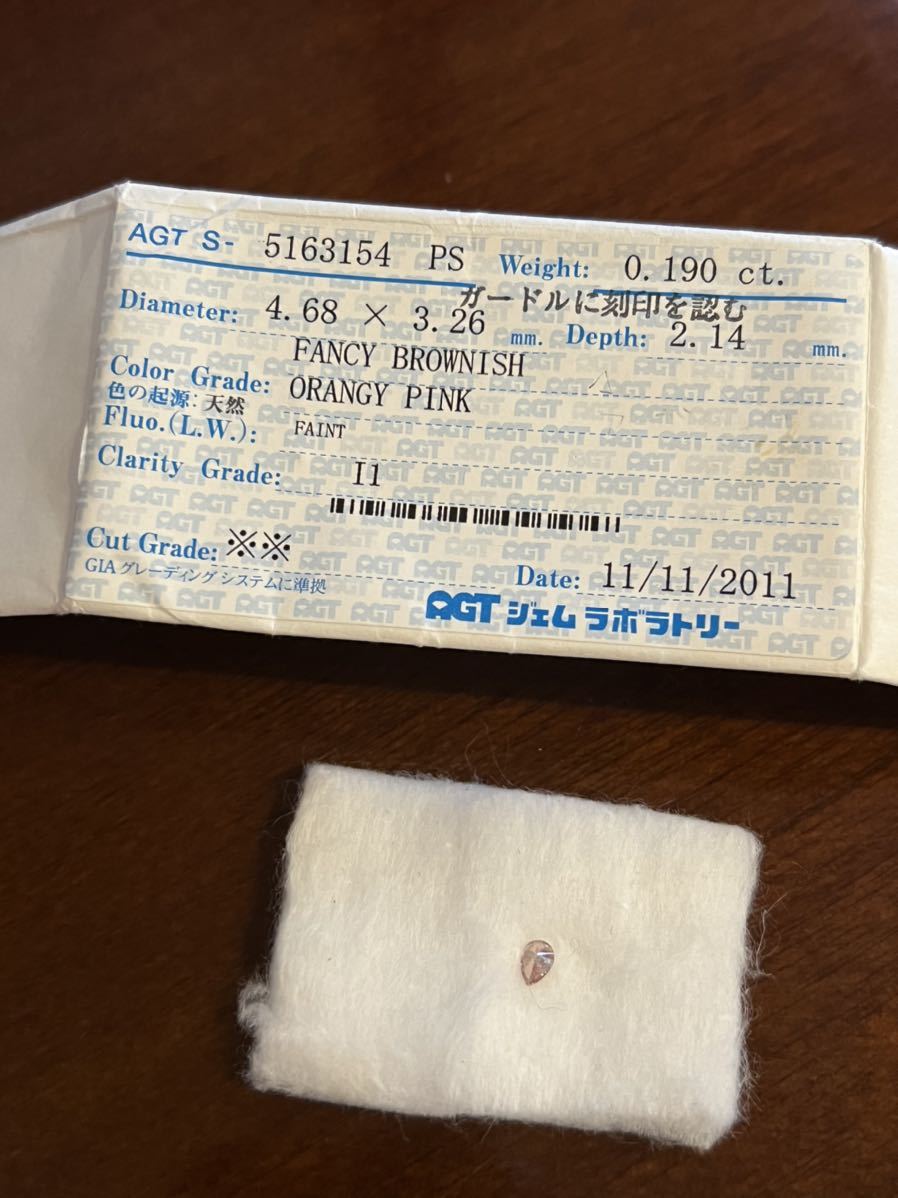 AGT S- 5163154 PS Weight: 0.190 ct.
ガードルに刻印を認む
Diameter: 4.68 × 3.26 mm. Depth: 2.14 mm.
FANCY BROWNISH
Color Grade: ORANGY PINK
色の起源: 天然
Fluo.(L.W.): FAINT
Clarity Grade: I1
Cut Grade: ※※
GIAグレーディングシステムに準拠
Date: 11/11/2011
AGT ジェムラボラトリー